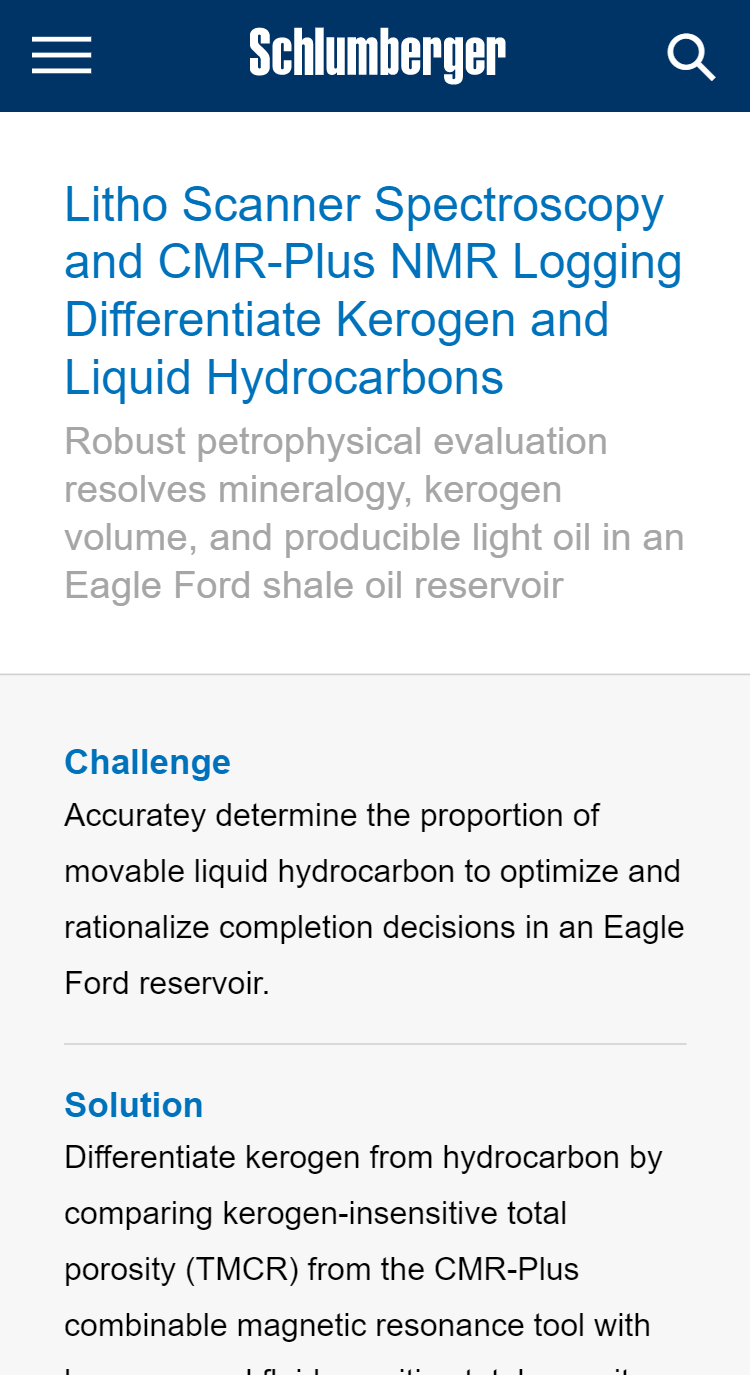 Schlumberger
Litho Scanner Spectroscopy
and CMR-Plus NMR Logging
Differentiate Kerogen and
Liquid Hydrocarbons
Robust petrophysical evaluation
resolves mineralogy, kerogen
volume, and producible light oil in an
Eagle Ford shale oil reservoir
Challenge
Accuratey determine the proportion of
movable liquid hydrocarbon to optimize and
rationalize completion decisions in an Eagle
Ford reservoir.
Solution
Differentiate kerogen from hydrocarbon by
comparing kerogen-insensitive total
porosity (TMCR) from the CMR-Plus
combinable magnetic resonance tool with